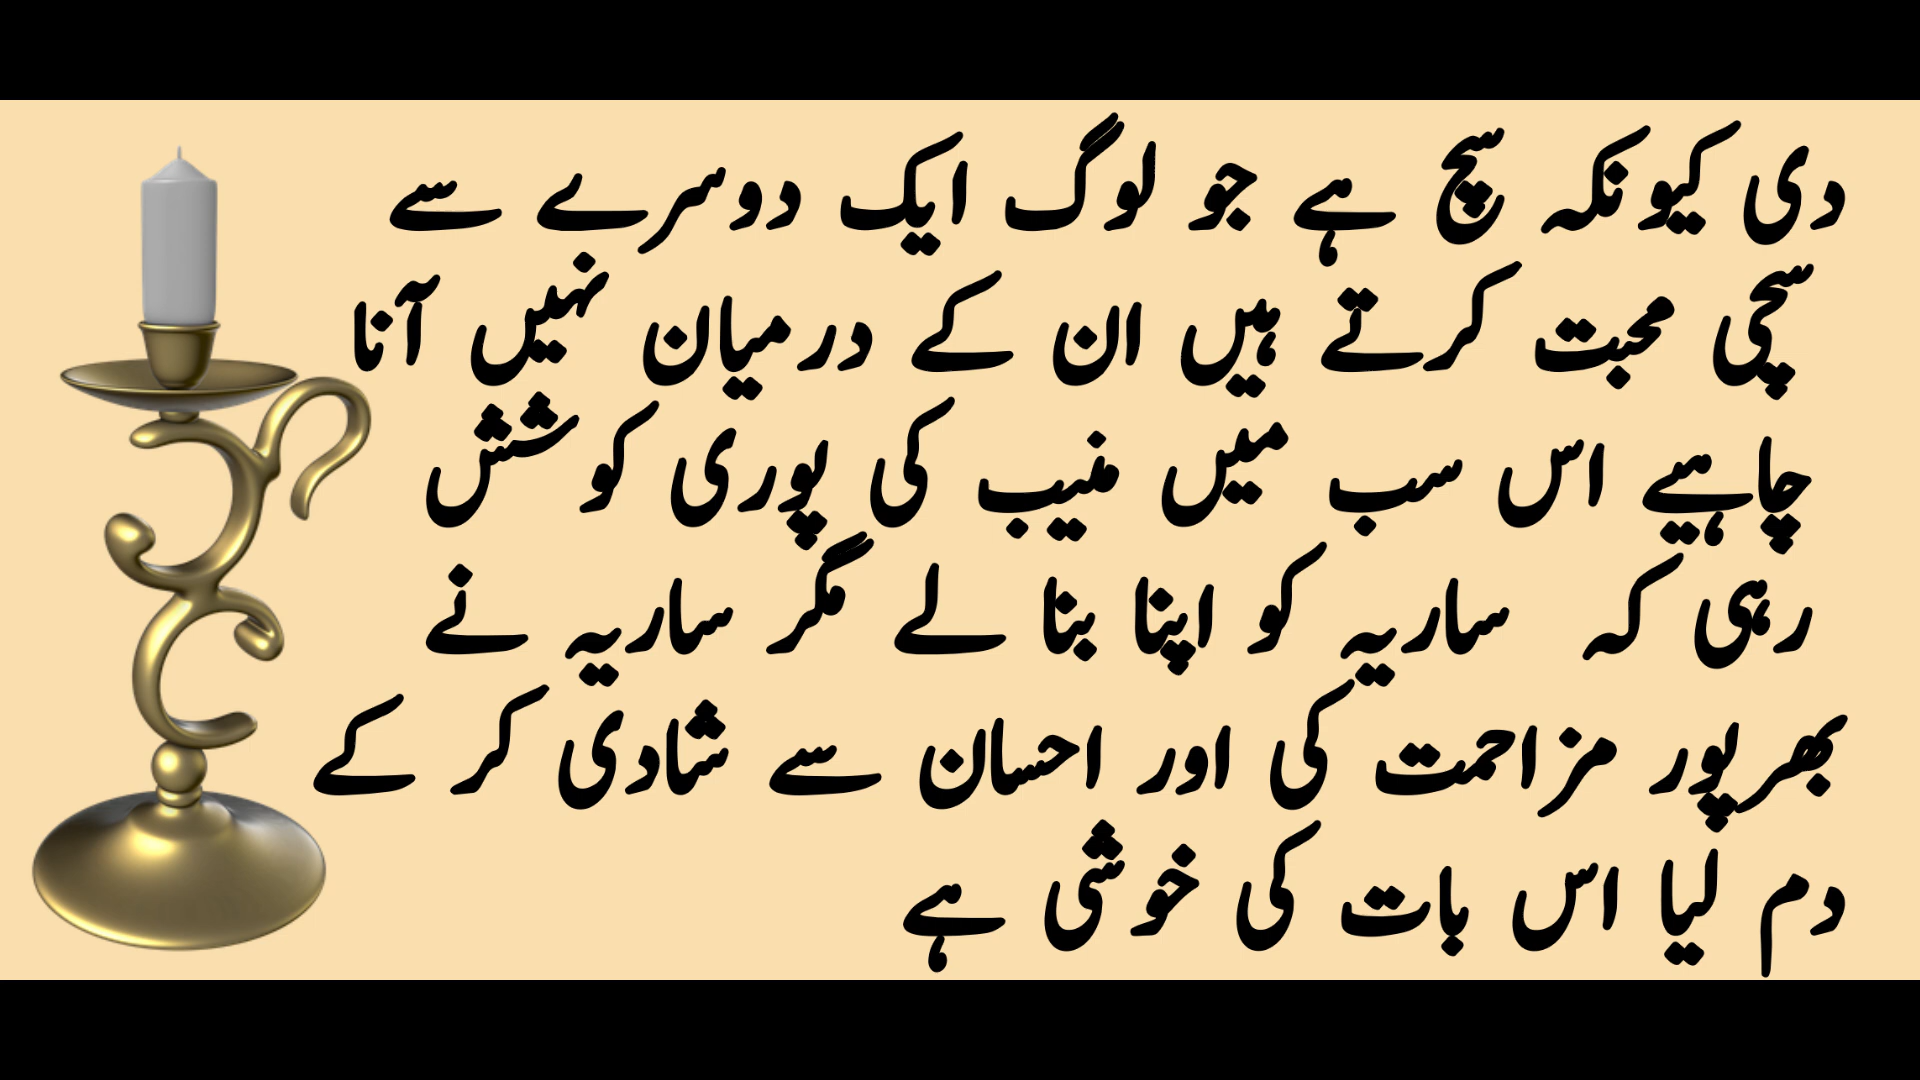 دی کیونکہ سچ ہے جو لوگ ایک دوسرے سے
سچی محبت کرتے ہیں ان کے درمیان نہیں آنا
چاہیے اس سب میں منیب کی پوری کوشش
رہی کہ ساریہ کو اپنا بنا لے مگر ساریہ نے
بھرپور مزاحمت کی اور احسان سے شادی کر کے
دم لیا اس بات کی خوشی ہے